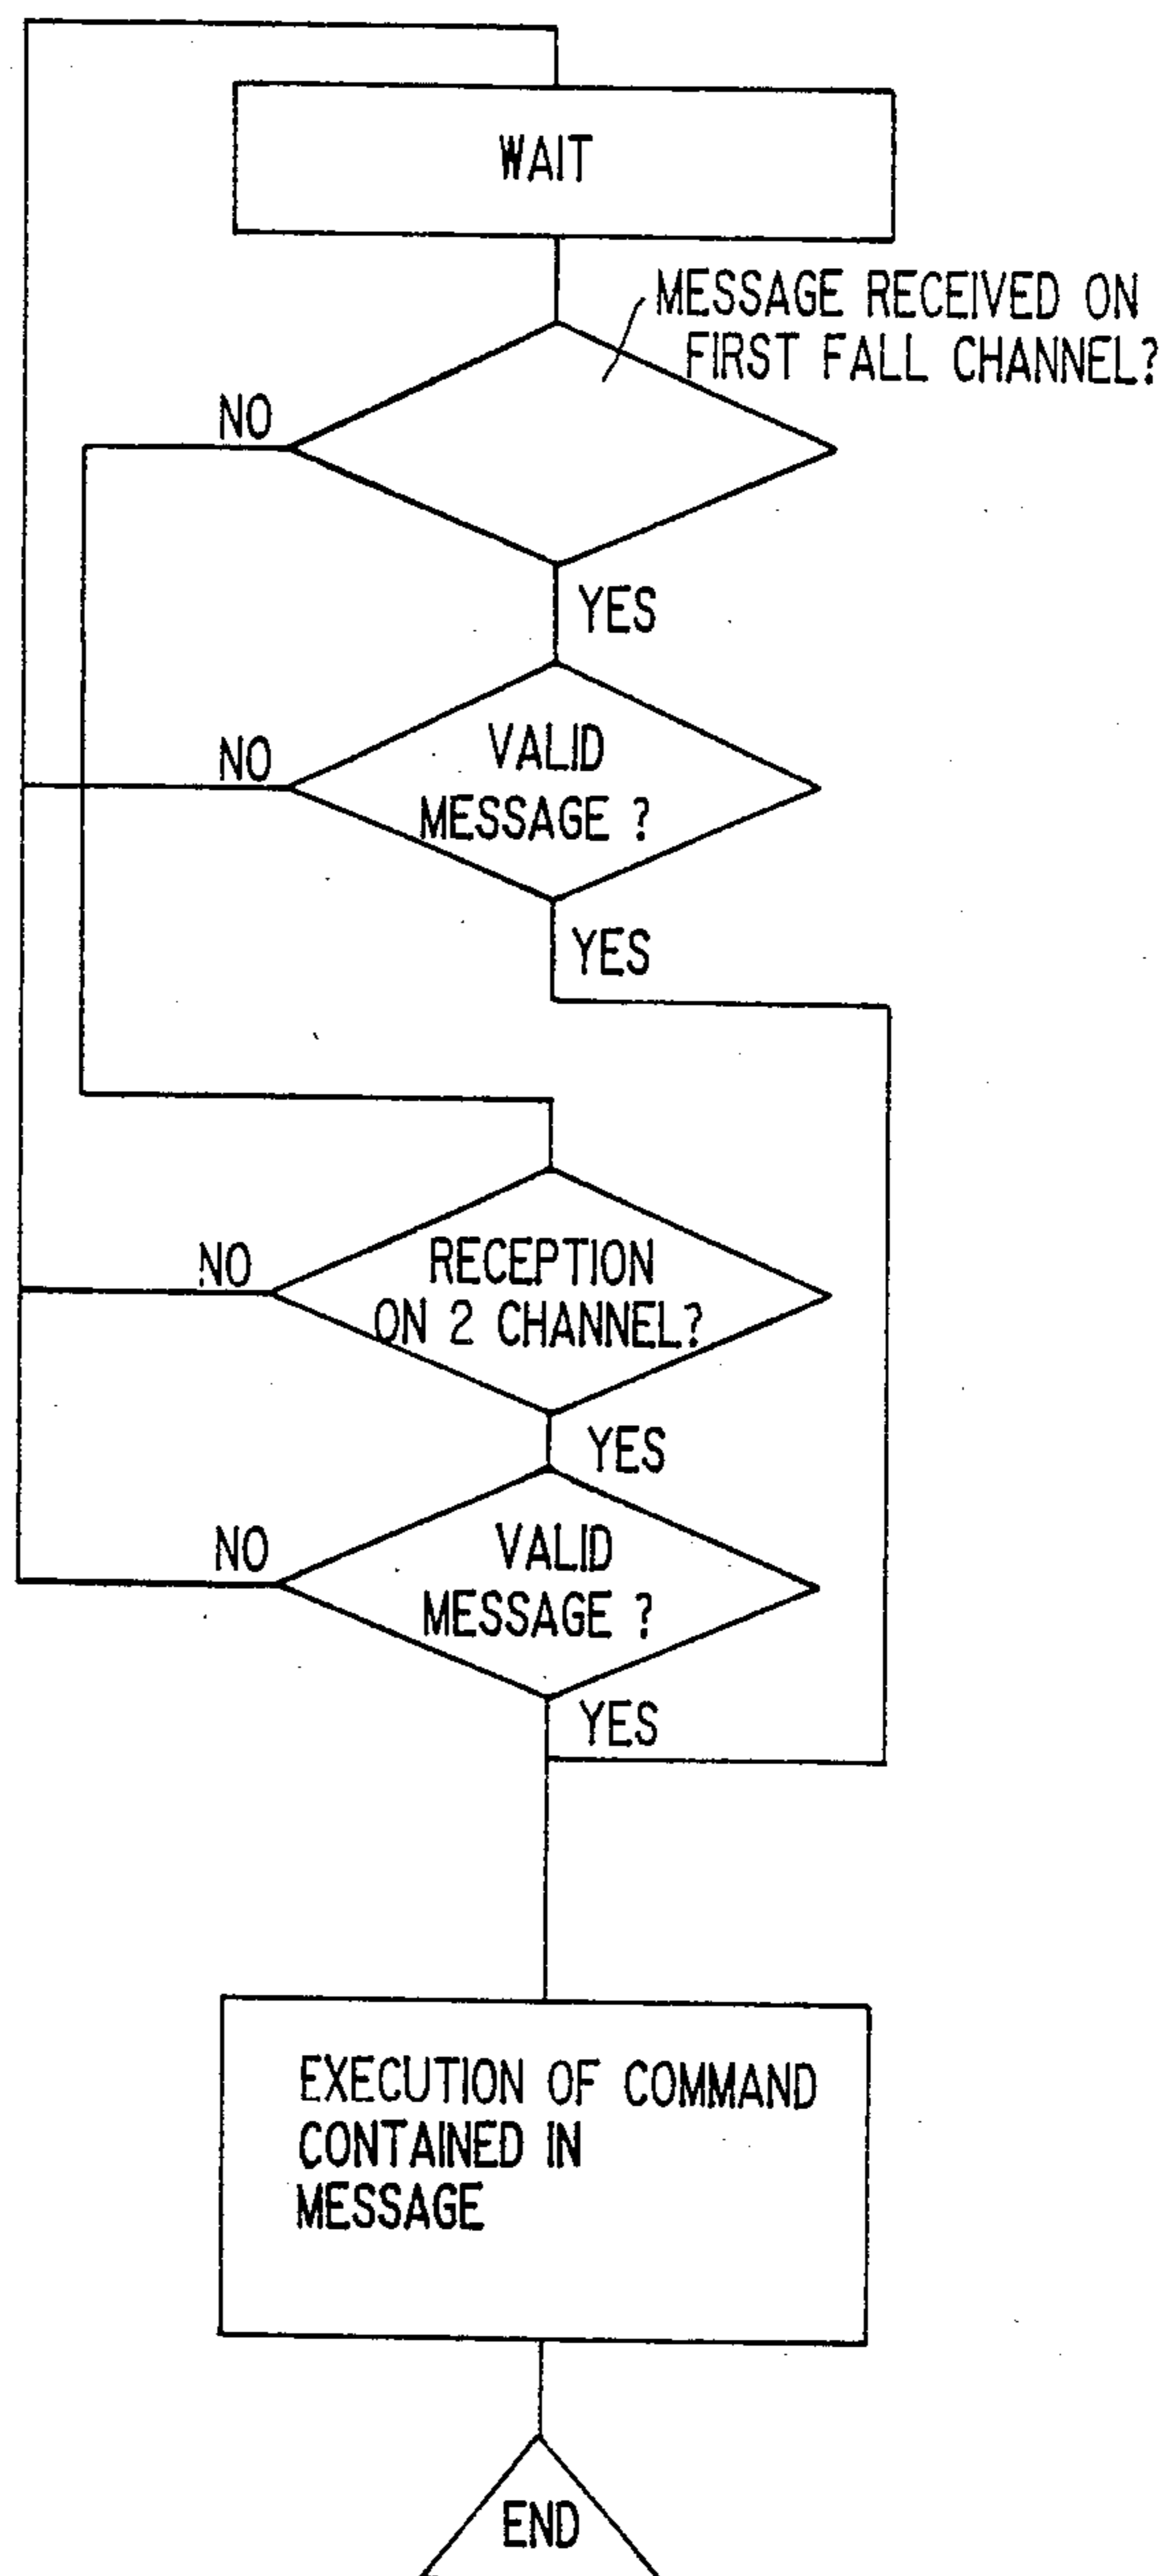 WAIT
MESSAGE RECEIVED ON
FIRST FALL CHANNEL?
NO
YES
NO
VALID
MESSAGE ?
YES
NO
RECEPTION
ON 2 CHANNEL?
YES
NO
VALID
MESSAGE ?
YES
EXECUTION OF COMMAND
CONTAINED IN
MESSAGE
END